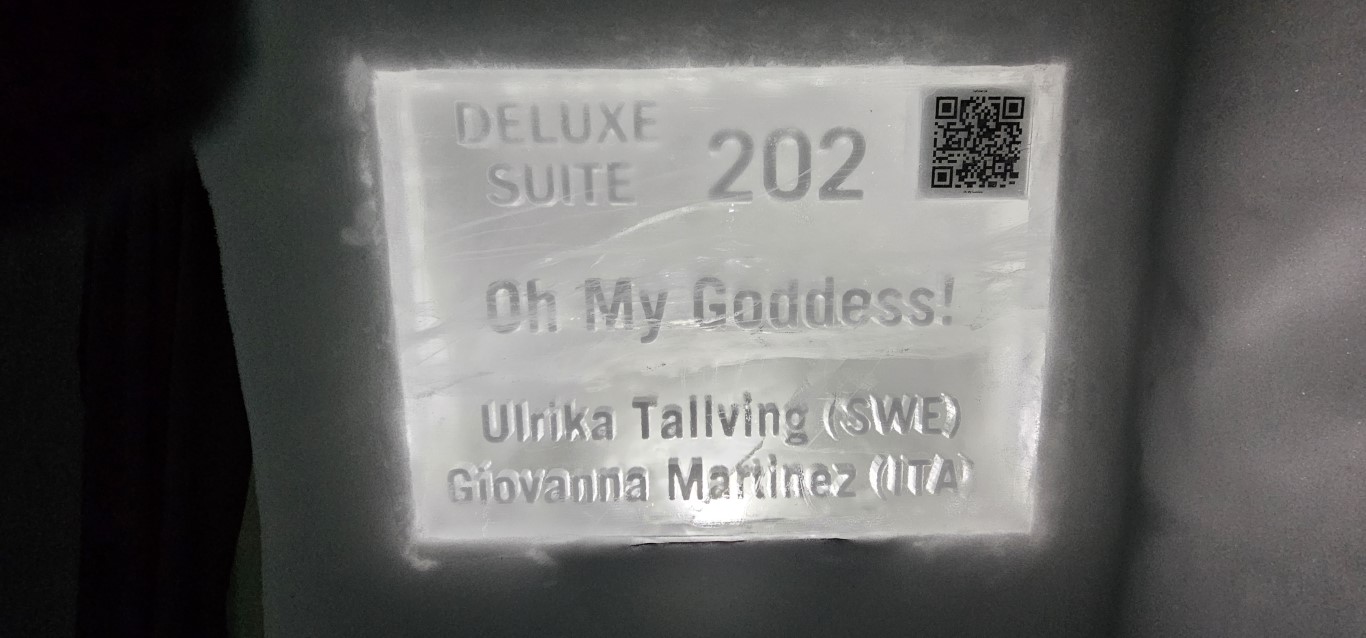 DELUXE
SUITE 202
Oh My Goddess!
Ulrika Tallving (SWE)
Giovanna Martinez (ITA)